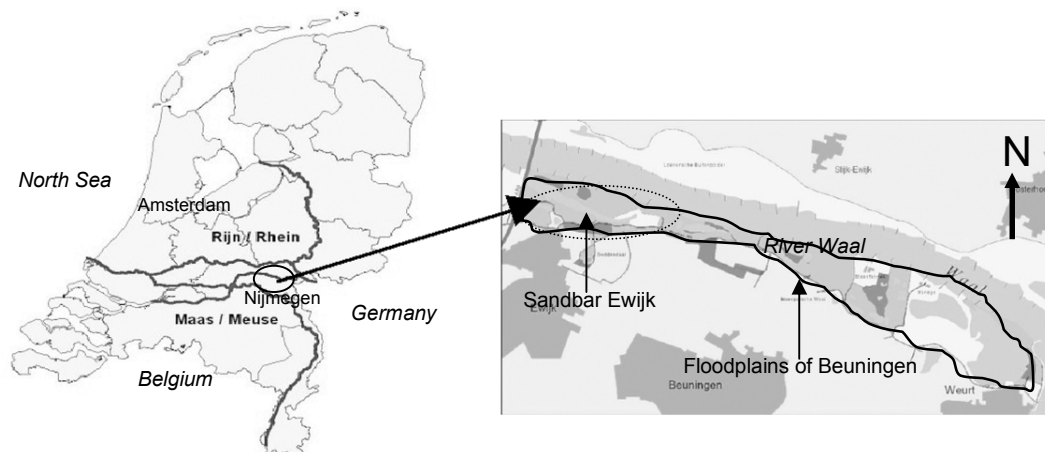 North Sea
Amsterdam
Rijn / Rhein
Nijmegen
Maas / Meuse
Germany
Belgium
N
Slijk-Ewijk
River Waal
Waal
Sandbar Ewijk
Ewijk
Floodplains of Beuningen
Beuningen
Weurt